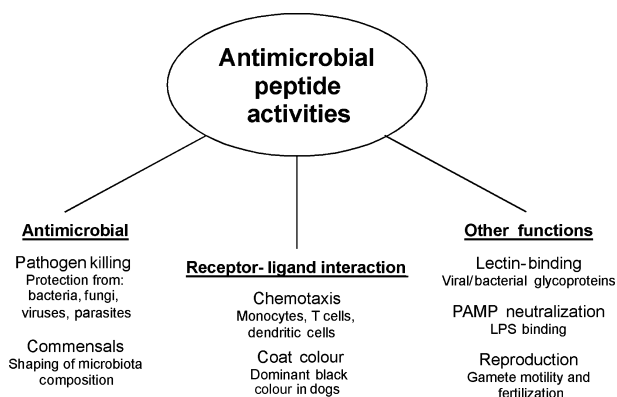 Antimicrobial
peptide
activities
Antimicrobial
Pathogen killing
Protection from:
bacteria, fungi,
viruses, parasites
Commensals
Shaping of microbiota
composition
Receptor- ligand interaction
Chemotaxis
Monocytes, T cells,
dendritic cells
Coat colour
Dominant black
colour in dogs
Other functions
Lectin-binding
Viral/bacterial glycoproteins
PAMP neutralization
LPS binding
Reproduction
Gamete motility and
fertilization